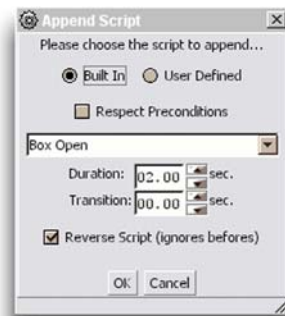 Append Script
Please choose the script to append...
Built In User Defined
Respect Preconditions
Box Open
Duration: 02.00 sec.
Transition: 00.00 sec.
Reverse Script (ignores befores)
OK Cancel